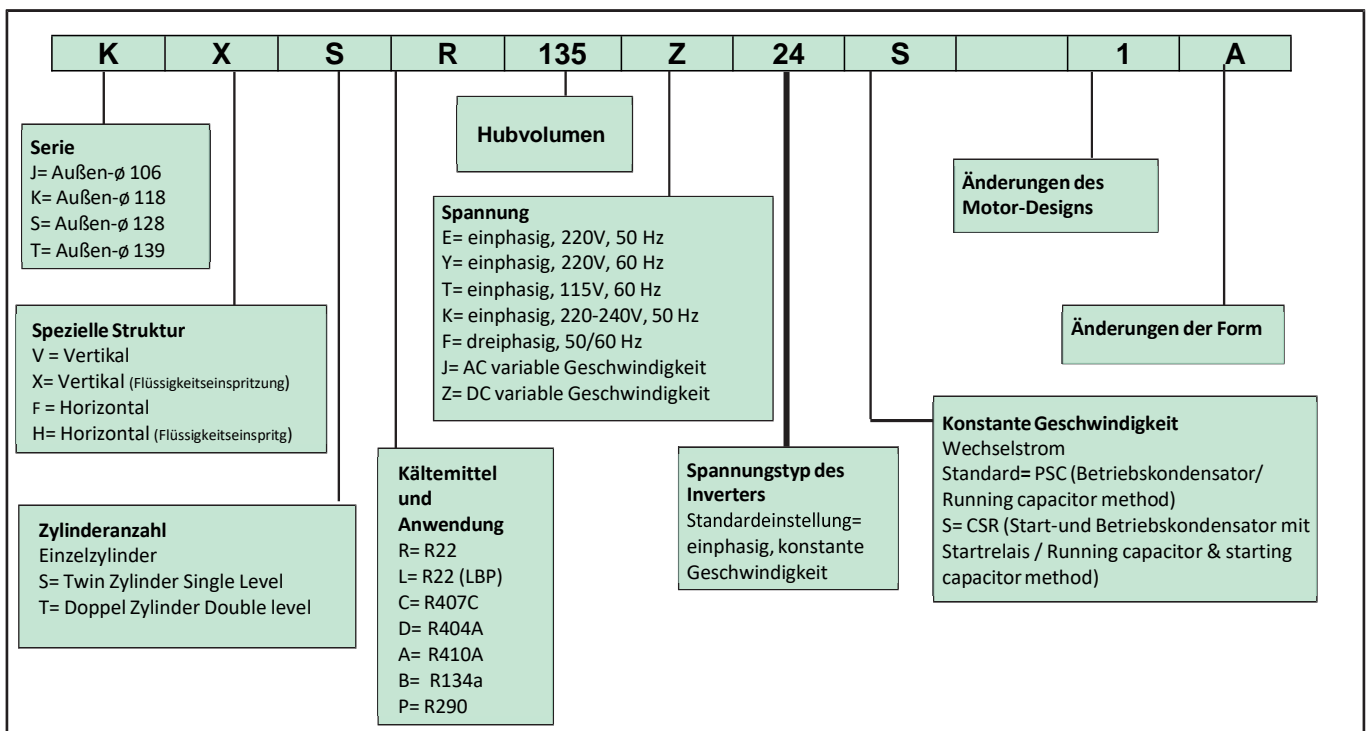 K X S R 135 Z 24 S 1 A
Serie
J= Außen-ø 106
K= Außen-ø 118
S= Außen-ø 128
T= Außen-ø 139
Spezielle Struktur
V = Vertikal
X= Vertikal (Flüssigkeitseinspritzung)
F = Horizontal
H= Horizontal (Flüssigkeitseinspritg)
Zylinderanzahl
Einzelzylinder
S= Twin Zylinder Single Level
T= Doppel Zylinder Double level
Kältemittel
und
Anwendung
R= R22
L= R22 (LBP)
C= R407C
D= R404A
A= R410A
B= R134a
P= R290
Hubvolumen
Spannung
E= einphasig, 220V, 50 Hz
Y= einphasig, 220V, 60 Hz
T= einphasig, 115V, 60 Hz
K= einphasig, 220-240V, 50 Hz
F= dreiphasig, 50/60 Hz
J= AC variable Geschwindigkeit
Z= DC variable Geschwindigkeit
Spannungstyp des
Inverters
Standardeinstellung=
einphasig, konstante
Geschwindigkeit
Konstante Geschwindigkeit
Wechselstrom
Standard= PSC (Betriebskondensator/
Running capacitor method)
S= CSR (Start-und Betriebskondensator mit
Startrelais / Running capacitor & starting
capacitor method)
Änderungen des
Motor-Designs
Änderungen der Form